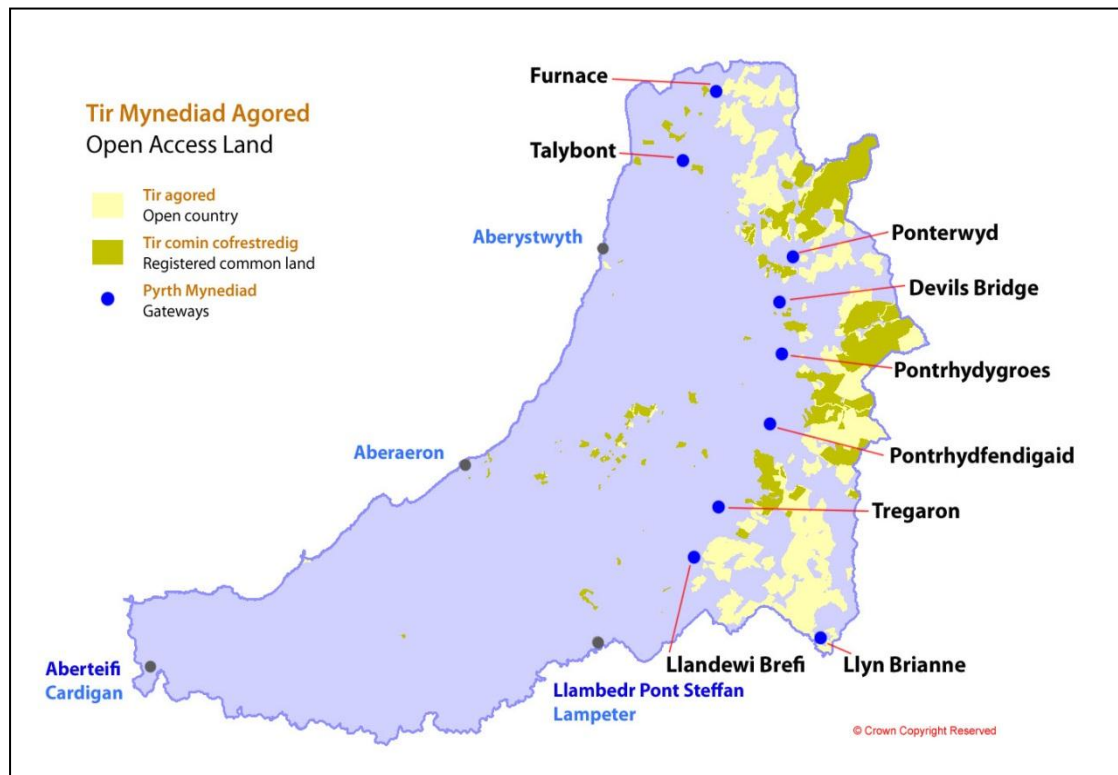 Tir Mynediad Agored
Open Access Land
Tir agored
Open country
Tir comin cofrestredig
Registered common land
Pyrth Mynediad
Gateways
Furnace
Talybont
Aberystwyth
Ponterwyd
Devils Bridge
Pontrhydygroes
Aberaeron
Pontrhydfendigaid
Tregaron
Llandewi Brefi
Llyn Brianne
Aberteifi
Cardigan
Llambedr Pont Steffan
Lampeter
© Crown Copyright Reserved